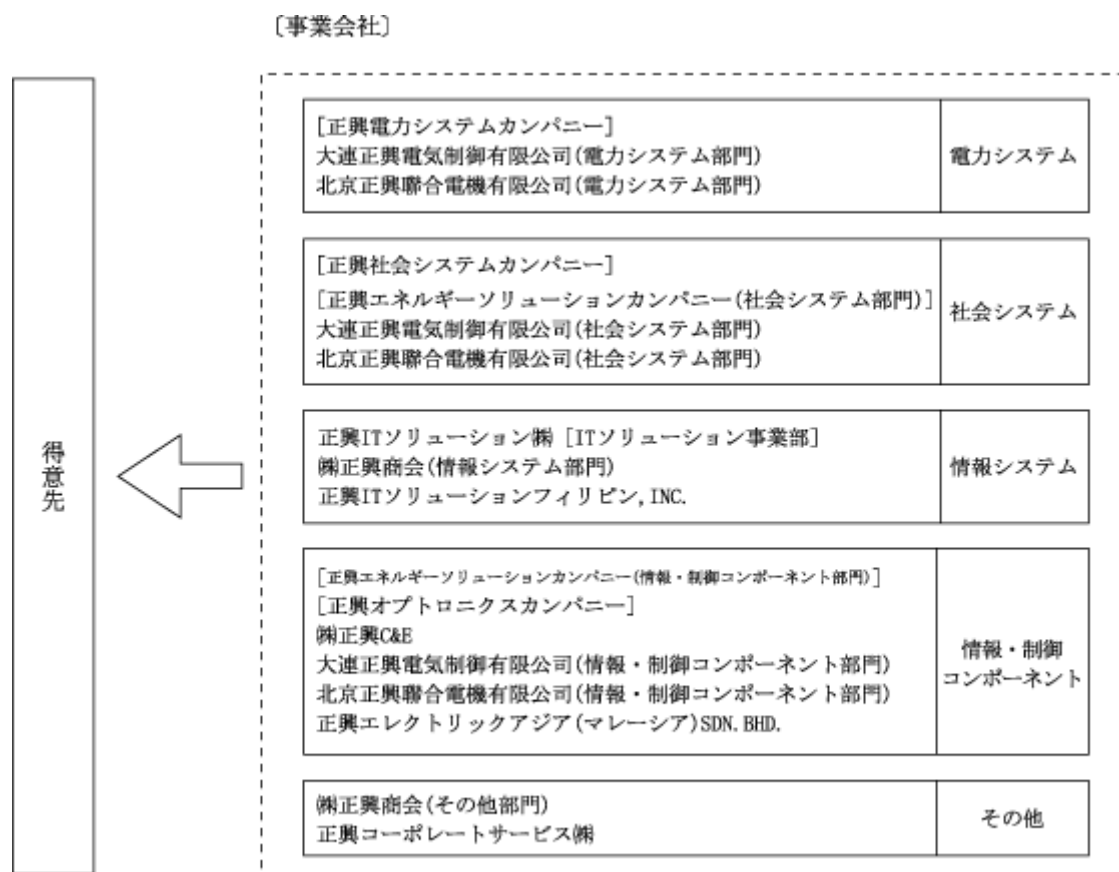 〔事業会社〕
得意先
[正興電力システムカンパニー]
大連正興電気制御有限公司(電力システム部門)
北京正興聯合電機有限公司(電力システム部門)
電力システム
[正興社会システムカンパニー]
[正興エネルギーソリューションカンパニー(社会システム部門)]
大連正興電気制御有限公司(社会システム部門)
北京正興聯合電機有限公司(社会システム部門)
社会システム
正興ITソリューション㈱ [ITソリューション事業部]
㈱正興商会(情報システム部門)
正興ITソリューションフィリピン,INC.
情報システム
[正興エネルギーソリューションカンパニー(情報・制御コンポーネント部門)]
[正興オプトロニクスカンパニー]
㈱正興C&E
大連正興電気制御有限公司(情報・制御コンポーネント部門)
北京正興聯合電機有限公司(情報・制御コンポーネント部門)
正興エレクトリックアジア(マレーシア)SDN.BHD.
情報・制御
コンポーネント
㈱正興商会(その他部門)
正興コーポレートサービス㈱
その他